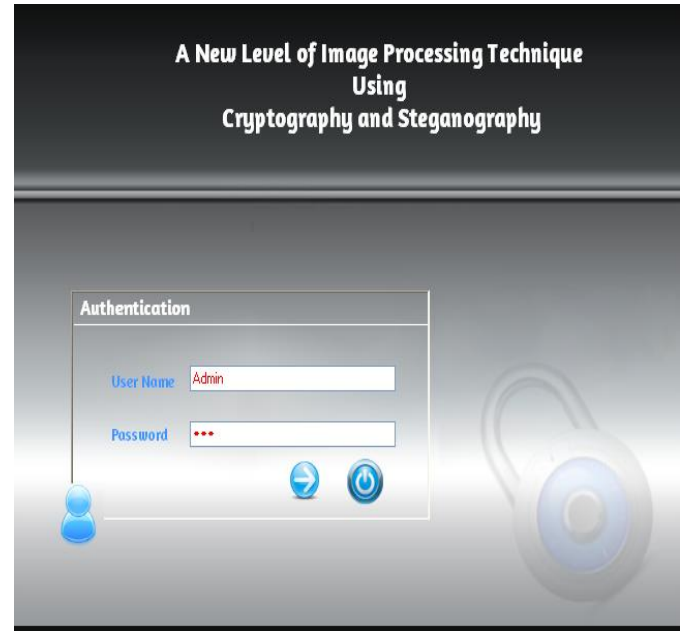 A New Level of Image Processing Technique
Using
Cryptography and Steganography
Authentication
User Name
Admin
Password
•••